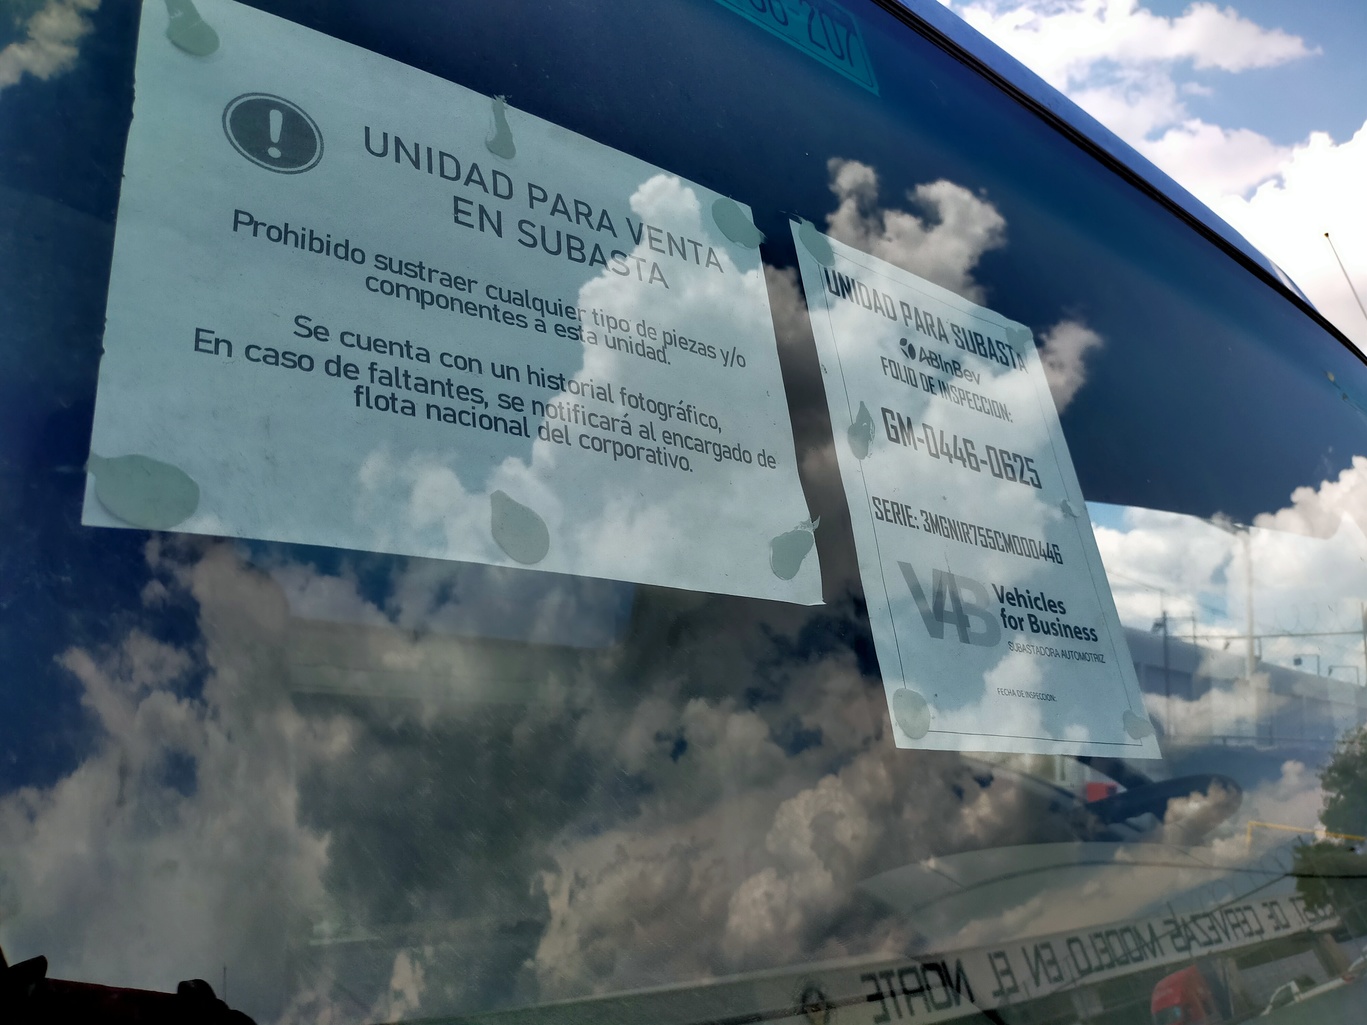 UNIDAD PARA VENTA
EN SUBASTA
Prohibido sustraer cualquier tipo de piezas y/o
componentes a esta unidad.
Se cuenta con un historial fotográfico,
En caso de faltantes, se notificará al encargado de
flota nacional del corporativo.
UNIDAD PARA SUBASTA
ABInBev
FOLIO DE INSPECCION:
GM-0446-0625
SERIE: 3MGNIR755CM000446
V4B Vehicles
for Business
SUBASTADORA AUTOMOTRIZ
FECHA DE INSPECCION:
DE CERVEZAS MODELO EN EL NORTE